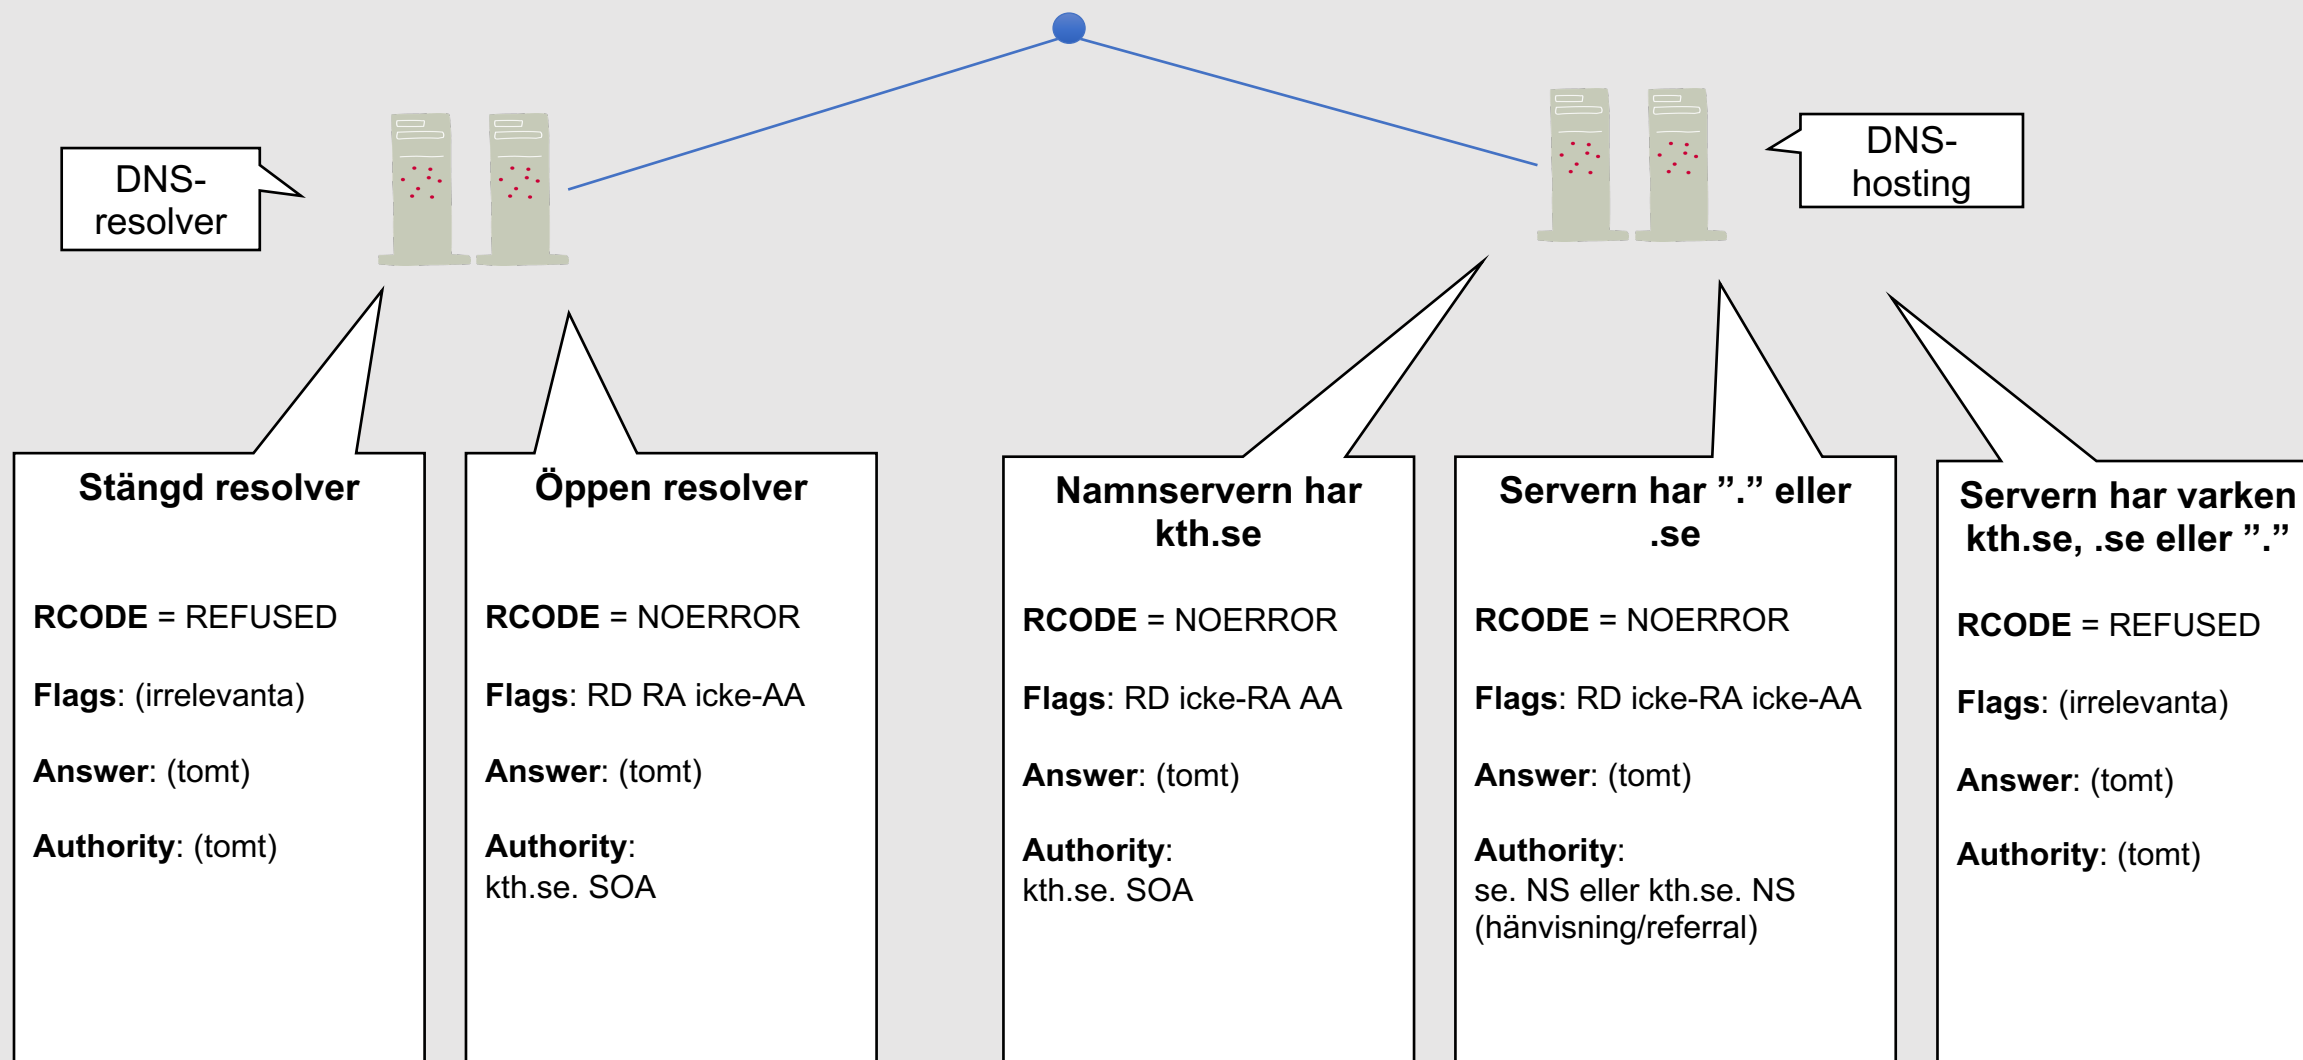 DNS-
resolver
DNS-
hosting
Stängd resolver
RCODE = REFUSED
Flags: (irrelevanta)
Answer: (tomt)
Authority: (tomt)
Öppen resolver
RCODE = NOERROR
Flags: RD RA icke-AA
Answer: (tomt)
Authority:
kth.se. SOA
Namnservern har
kth.se
RCODE = NOERROR
Flags: RD icke-RA AA
Answer: (tomt)
Authority:
kth.se. SOA
Servern har ”.” eller
.se
RCODE = NOERROR
Flags: RD icke-RA icke-AA
Answer: (tomt)
Authority:
se. NS eller kth.se. NS
(hänvisning/referral)
Servern har varken
kth.se, .se eller ”.”
RCODE = REFUSED
Flags: (irrelevanta)
Answer: (tomt)
Authority: (tomt)